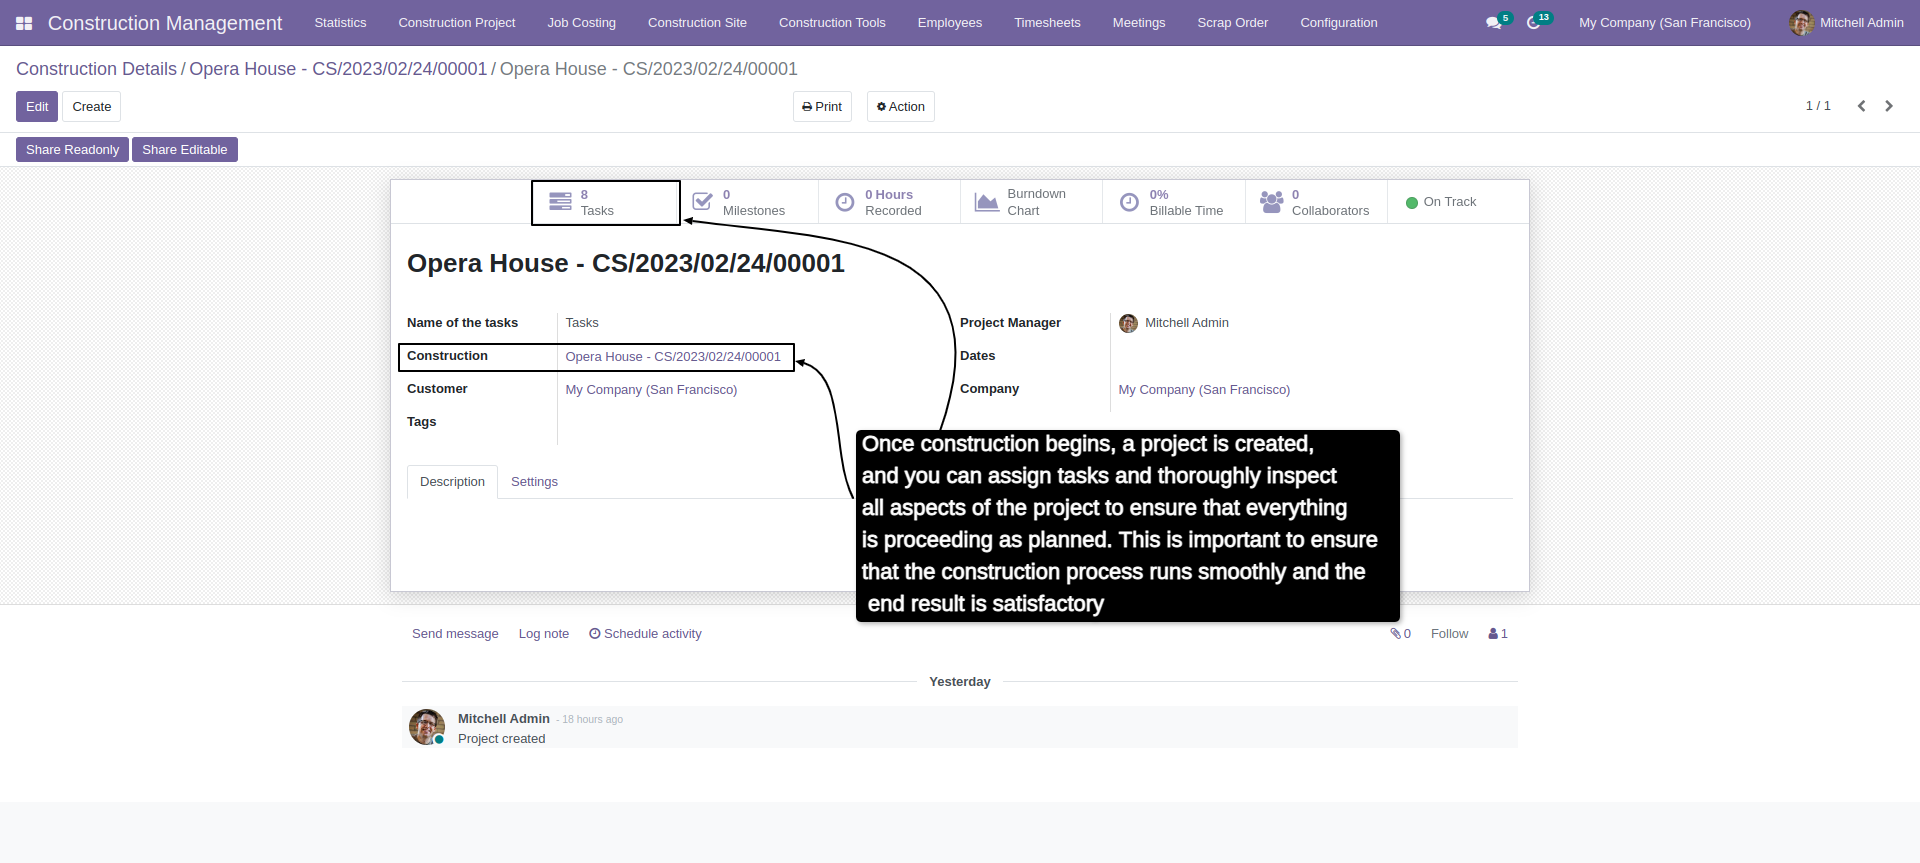 Construction Management Statistics Construction Project Job Costing Construction Site Construction Tools Employees Timesheets Meetings Scrap Order Configuration 5 13 My Company (San Francisco) Mitchell Admin
Construction Details / Opera House - CS/2023/02/24/00001 / Opera House - CS/2023/02/24/00001
Edit Create Print Action 1 / 1
Share Readonly Share Editable
8 Tasks
0 Milestones
0 Hours Recorded
Burndown Chart
0% Billable Time
0 Collaborators
On Track
Opera House - CS/2023/02/24/00001
Name of the tasks Tasks
Construction Opera House - CS/2023/02/24/00001
Customer My Company (San Francisco)
Tags
Project Manager Mitchell Admin
Dates
Company My Company (San Francisco)
Description Settings
Once construction begins, a project is created,
and you can assign tasks and thoroughly inspect
all aspects of the project to ensure that everything
is proceeding as planned. This is important to ensure
that the construction process runs smoothly and the
end result is satisfactory
Send message Log note Schedule activity 0 Follow 1
Yesterday
Mitchell Admin - 18 hours ago
Project created